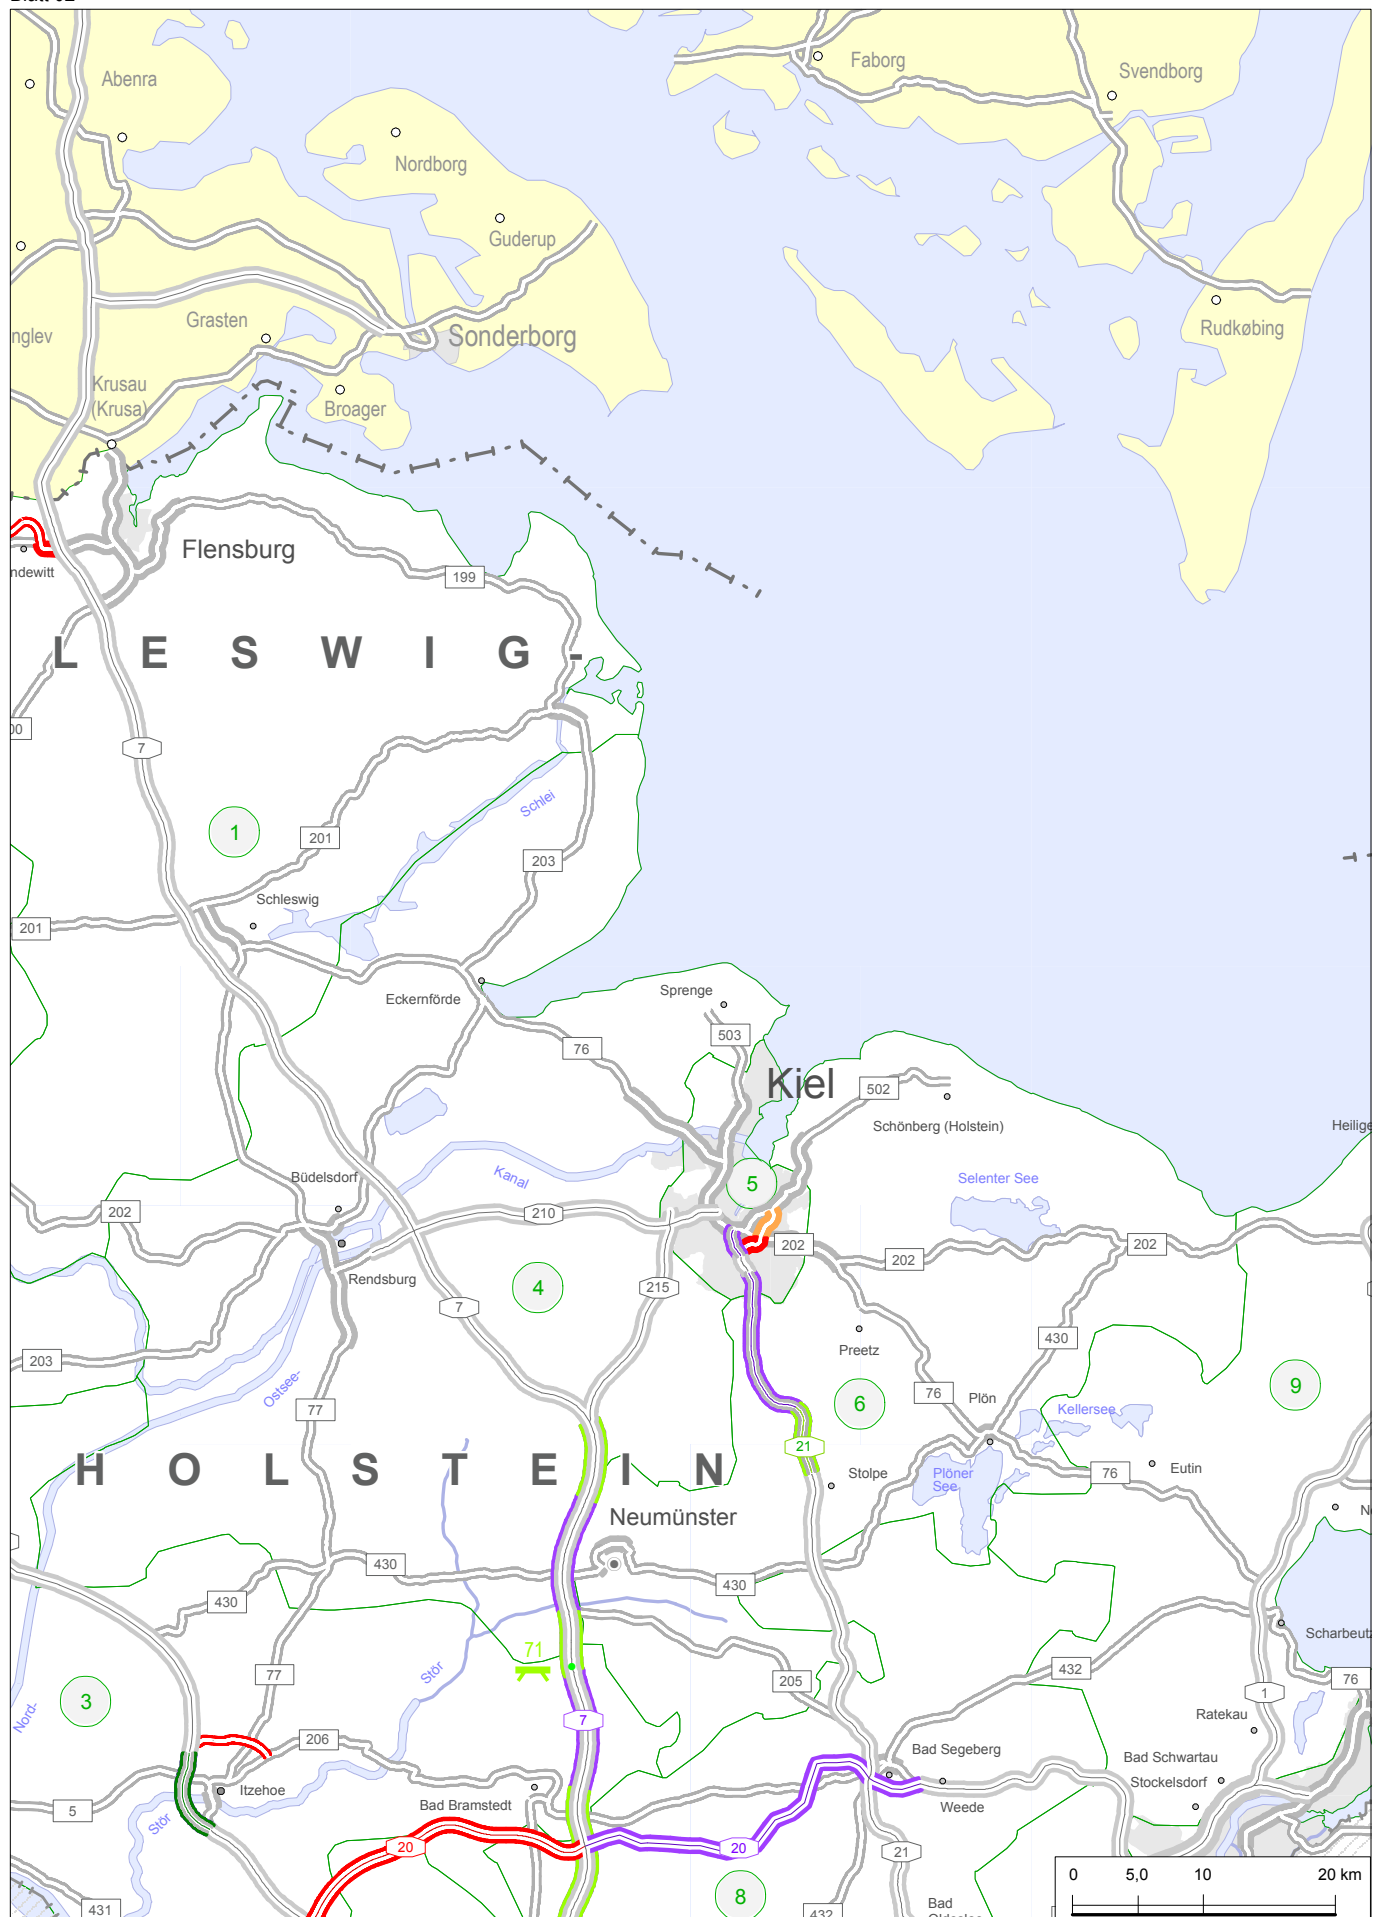 Abenra
Faborg
Svendborg
Nordborg
Guderup
Grasten
Sonderborg
Rudkøbing
nglev
Krusau
(Krusa)
Broager
Flensburg
ndewitt
199
L E S W I G -
7
Schlei
1
201
203
Schleswig
201
Eckernförde
Sprenge
503
76
Kiel
502
Schönberg (Holstein)
Heilige
Büdelsdorf
Kanal
5
Selenter See
202
210
202
202
202
Rendsburg
4
215
7
Preetz
430
203
Ostsee-
77
76
Plön
6
9
Kellersee
21
H O L S T E I N
Stolpe
Plöner
See
76
Eutin
Neumünster
430
430
430
Scharbeutz
71
Stör
77
205
432
76
3
Nord-
7
1
Ratekau
206
Bad Segeberg
Bad Schwartau
Itzehoe
Stockelsdorf
5
Stör
Bad Bramstedt
Weede
20
20
21
0 5,0 10 20 km
8
Bad
431
432